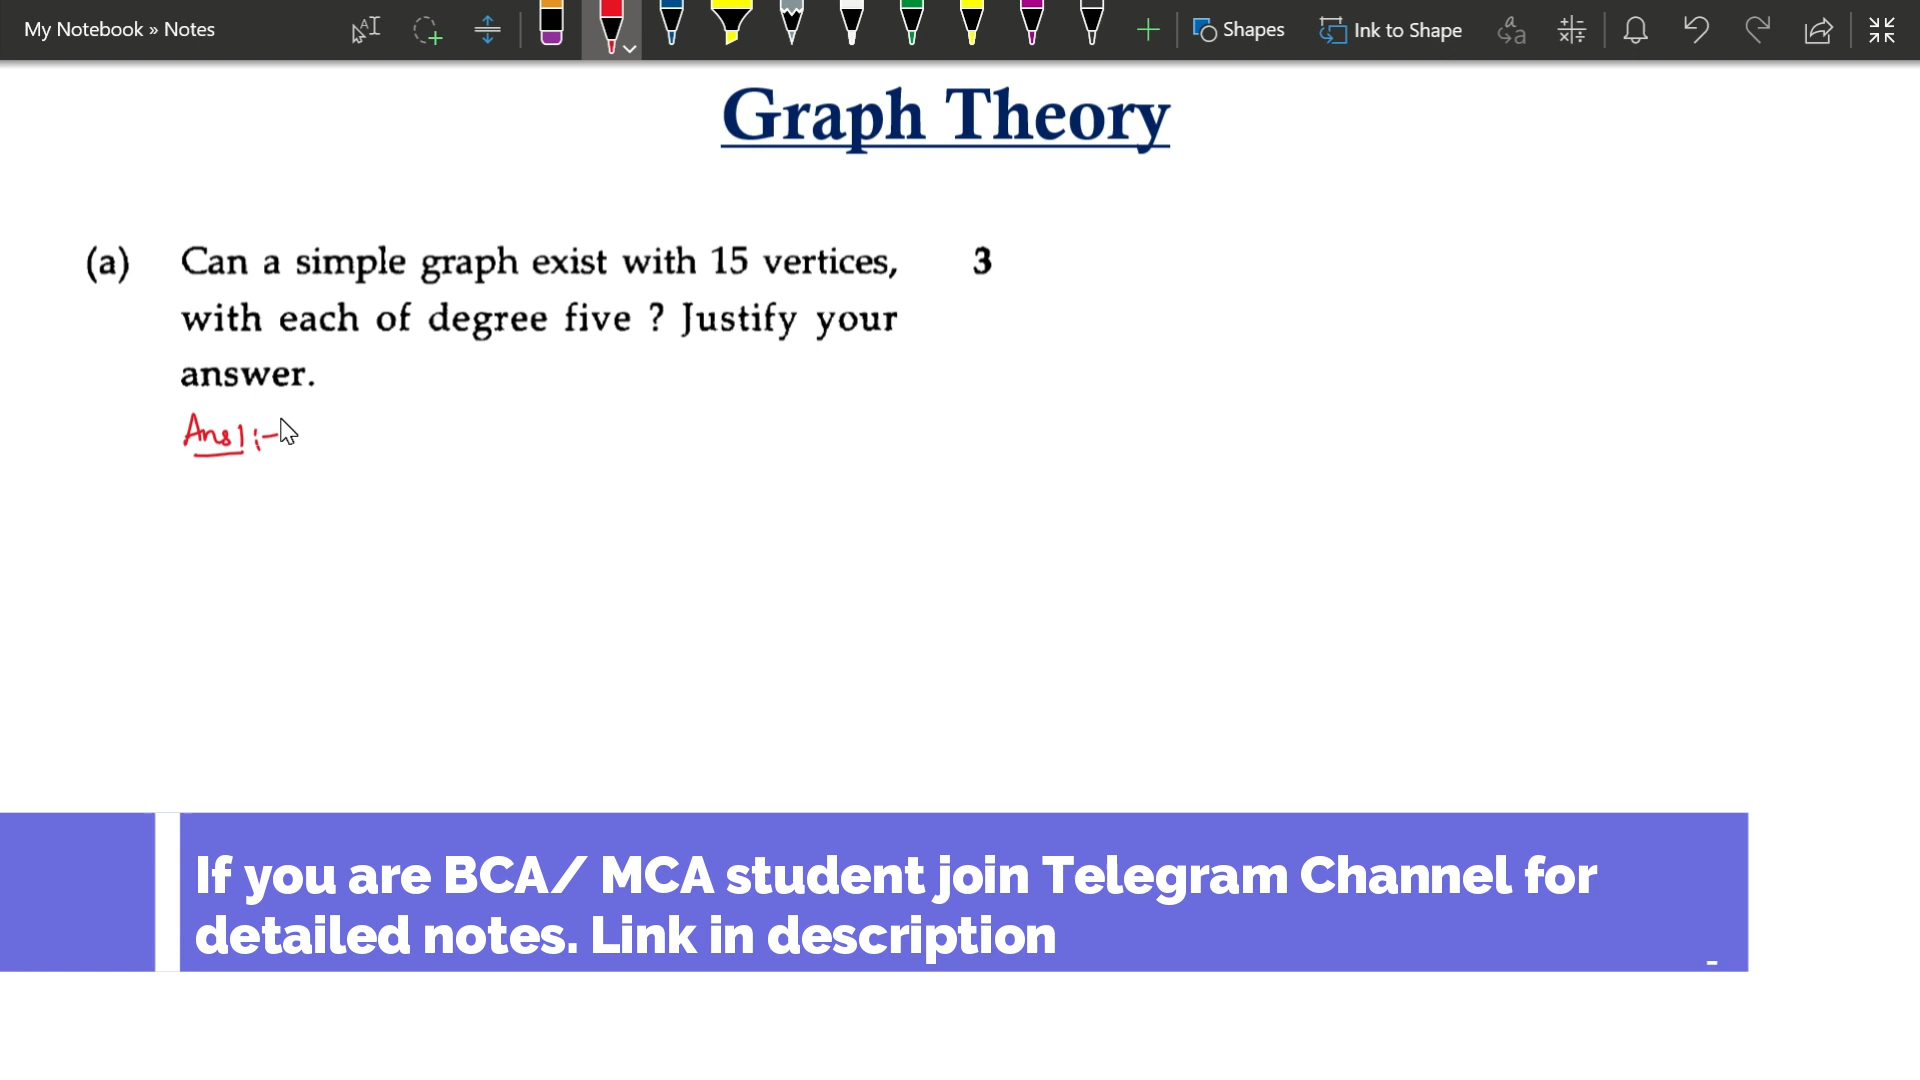 My Notebook » Notes
Shapes
Ink to Shape
Graph Theory
(a) Can a simple graph exist with 15 vertices, 3
with each of degree five ? Justify your
answer.
Ans1:-
If you are BCA/ MCA student join Telegram Channel for
detailed notes. Link in description